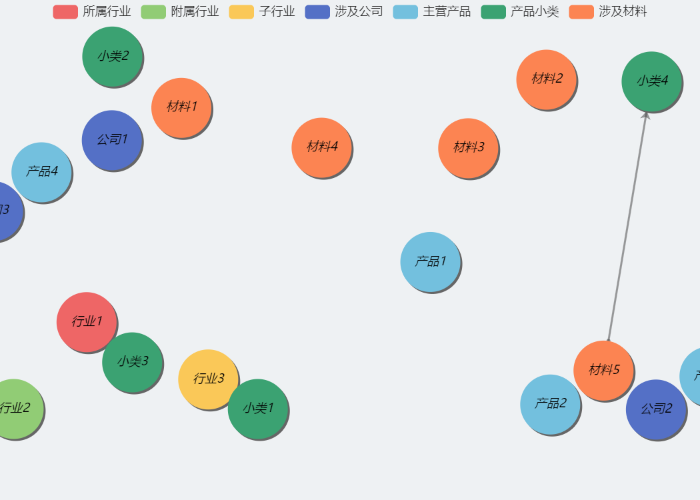 所属行业 附属行业 子行业 涉及公司 主营产品 产品小类 涉及材料
小类2
材料2
小类4
材料1
公司1
材料4
材料3
产品4
3
产品1
行业1
小类3
材料5
行业3
产品2
小类1
行业2
公司2